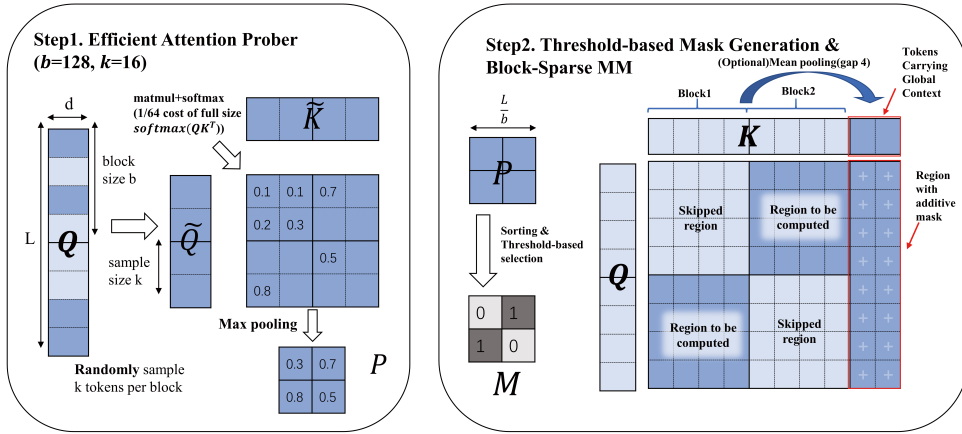 Step1. Efficient Attention Prober
(b=128, k=16)
d
matmul+softmax
(1/64 cost of full size
softmax(QKᵀ))
K̃
block
size b
L
Q
Q̃
sample
size k
0.1 0.1 0.7
0.2 0.3
0.5
0.8
Max pooling
0.3 0.7
0.8 0.5
P
Randomly sample
k tokens per block
Step2. Threshold-based Mask Generation &
Block-Sparse MM
(Optional)Mean pooling(gap 4)
Tokens
Carrying
Global
Context
L
b
P
Sorting &
Threshold-based
selection
0 1
1 0
M
Block1 Block2
K
Q
Skipped
region
Region to be
computed
Region to be
computed
Skipped
region
+ +
+ +
+ +
+ +
+ +
+ +
+ +
+ +
Region
with
additive
mask